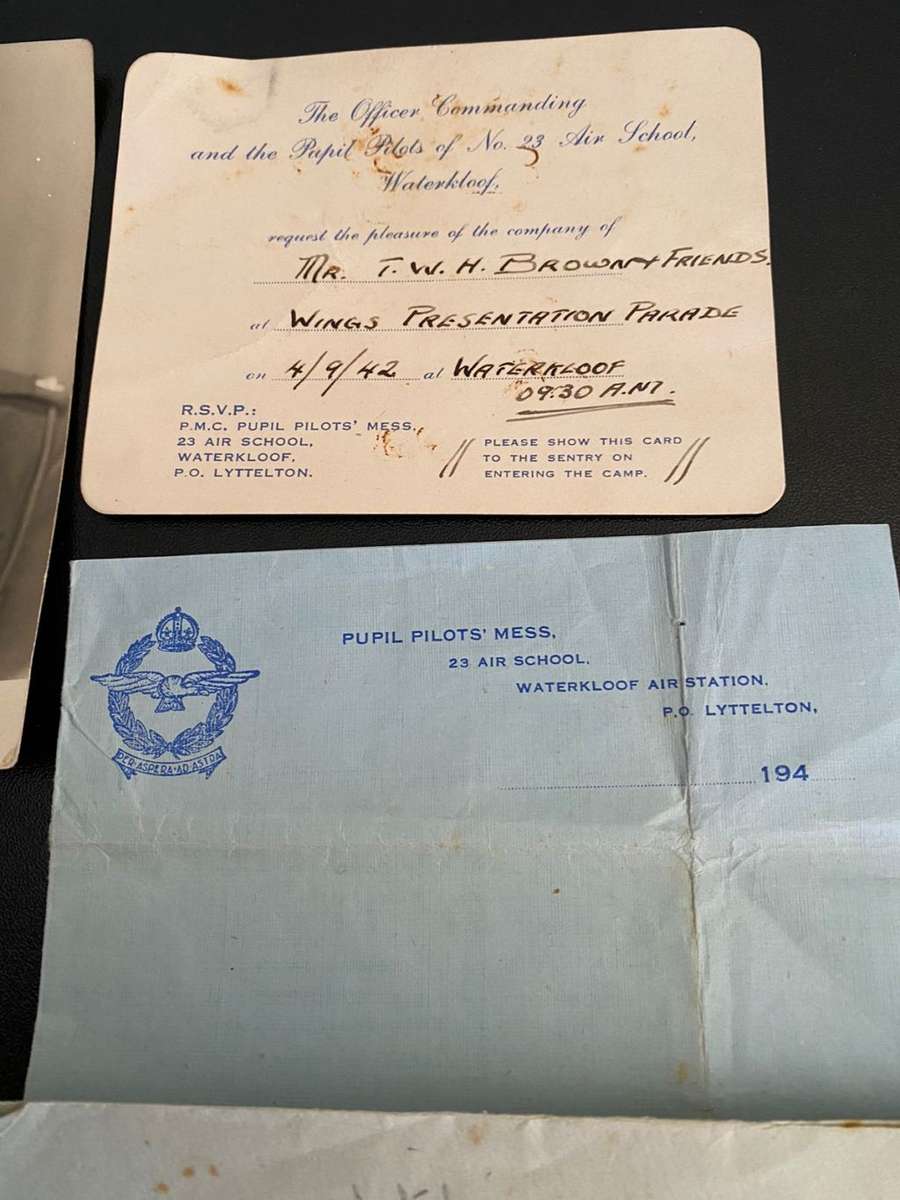 The Officer Commanding
and the Pupil Pilots of No. 23 Air School,
Waterkloof,
request the pleasure of the company of
MR. T. W. H. BROWN & FRIENDS.
at WINGS PRESENTATION PARADE
on 4/9/42 at WATERKLOOF
09.30 A.M.
R.S.V.P.:
P.M.C. PUPIL PILOTS' MESS,
23 AIR SCHOOL,
WATERKLOOF,
P.O. LYTTELTON.
// PLEASE SHOW THIS CARD //
TO THE SENTRY ON
ENTERING THE CAMP.
PUPIL PILOTS' MESS,
23 AIR SCHOOL,
WATERKLOOF AIR STATION,
P.O. LYTTELTON,
194
PER·ASPERA·AD·ASTRA